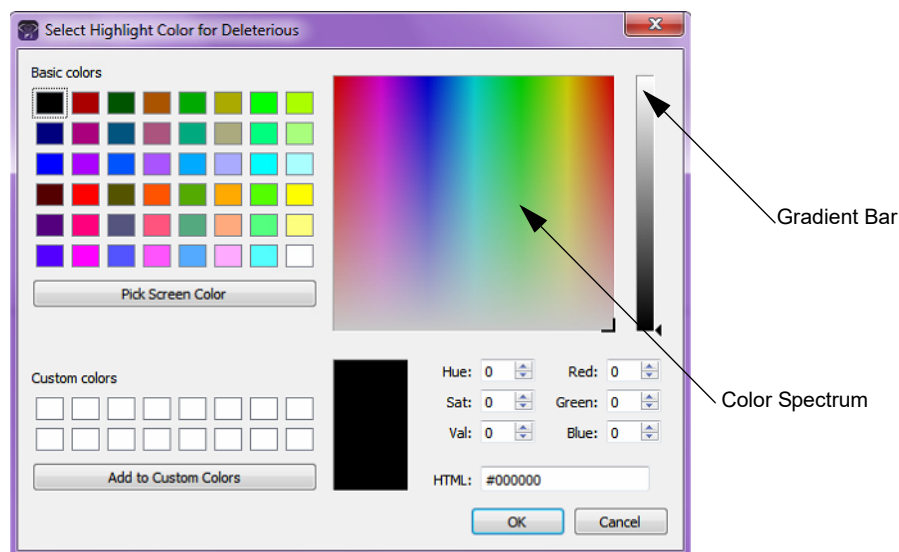 Select Highlight Color for Deleterious
Basic colors
Pick Screen Color
Gradient Bar
Custom colors
Add to Custom Colors
Hue: 0 Red: 0
Sat: 0 Green: 0
Val: 0 Blue: 0
HTML: #000000
OK Cancel
Color Spectrum